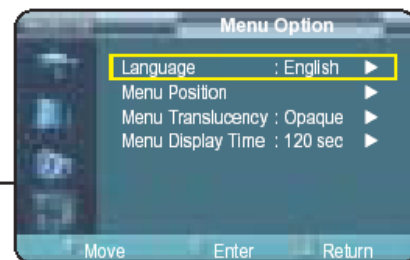 Menu Option
Language : English ►
Menu Position ►
Menu Translucency : Opaque ►
Menu Display Time : 120 sec ►
Move Enter Return